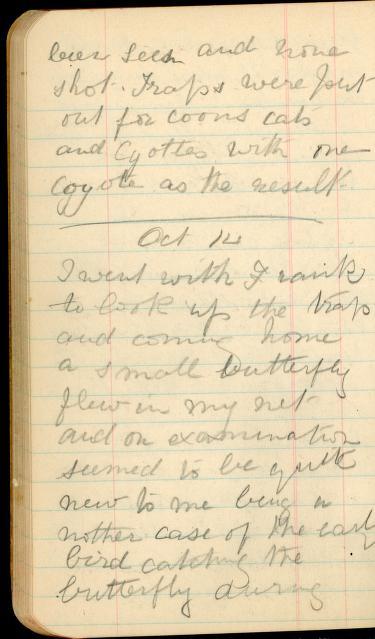 been seen and none
shot. Traps were put
out for coons cats
and Cyottes with one
coyote as the result.
Oct 14
I went with Frank
to look up the traps
and coming home
a small butterfly
flew in my net
and on examination
seemed to be quite
new to me being a
nother case of the early
bird catching the
butterfly during